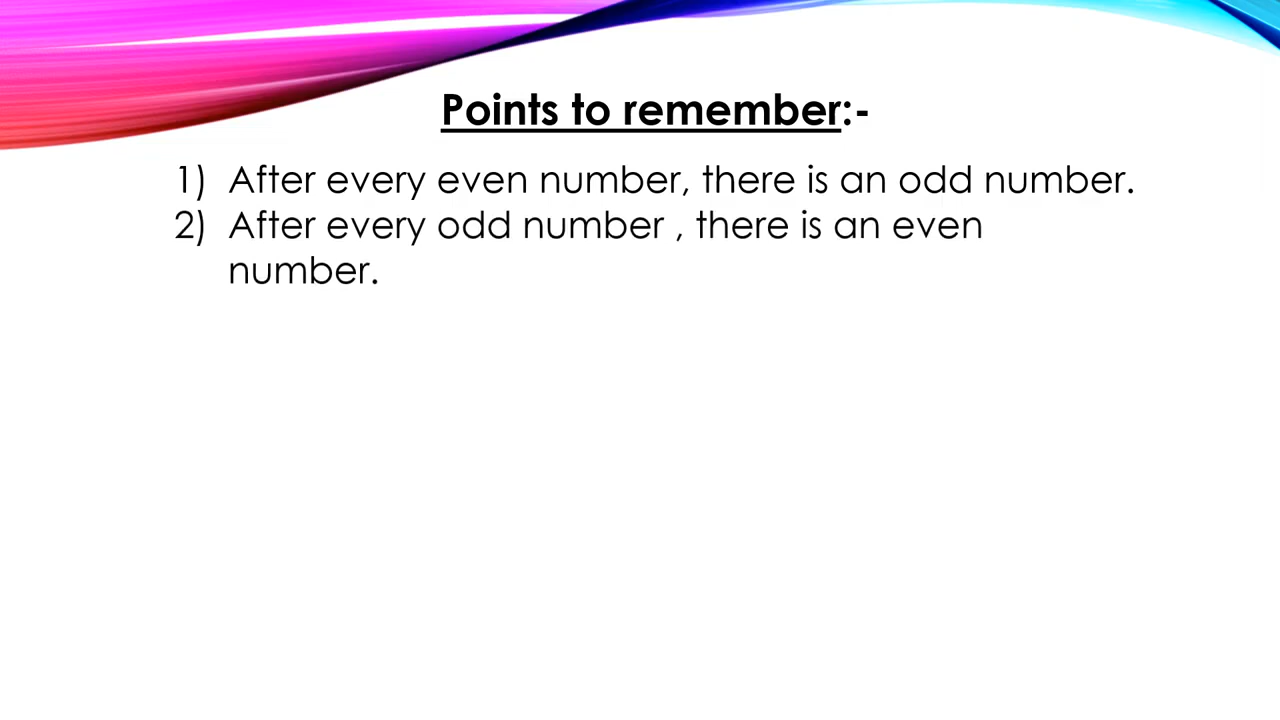 Points to remember:-
1) After every even number, there is an odd number.
2) After every odd number , there is an even
number.